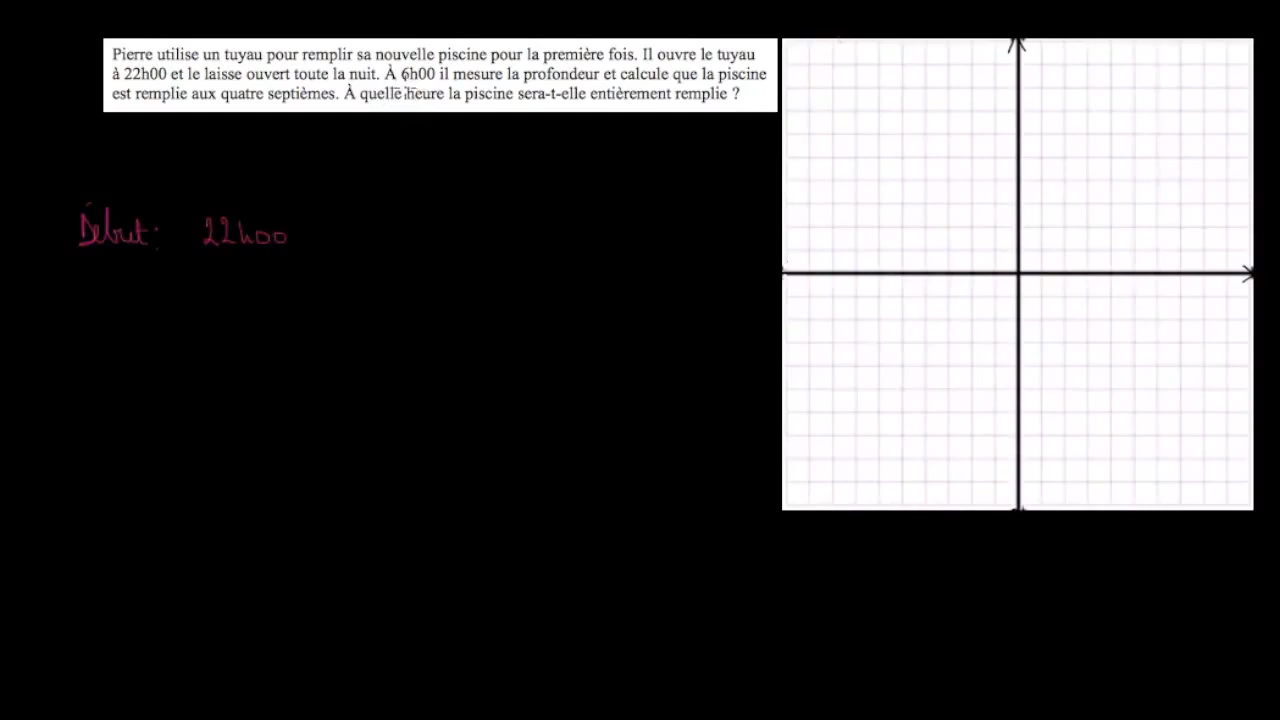 Pierre utilise un tuyau pour remplir sa nouvelle piscine pour la première fois. Il ouvre le tuyau
à 22h00 et le laisse ouvert toute la nuit. À 6h00 il mesure la profondeur et calcule que la piscine
est remplie aux quatre septièmes. À quelle heure la piscine sera-t-elle entièrement remplie ?
Début: 22h00